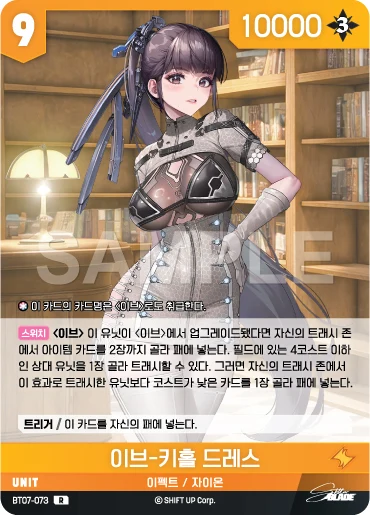 9
10000 3
SAMPLE
이 카드의 카드명은 <이브>로도 취급한다.
스위치 <이브> 이 유닛이 <이브>에서 업그레이드됐다면 자신의 트래시 존
에서 아이템 카드를 2장까지 골라 패에 넣는다. 필드에 있는 4코스트 이하
인 상대 유닛을 1장 골라 트래시할 수 있다. 그러면 자신의 트래시 존에서
이 효과로 트래시한 유닛보다 코스트가 낮은 카드를 1장 골라 패에 넣는다.
트리거 / 이 카드를 자신의 패에 넣는다.
이브-키홀 드레스
UNIT
이펙트 / 자이온
BT07-073 R
© SHIFT UP Corp.
Stellar BLADE